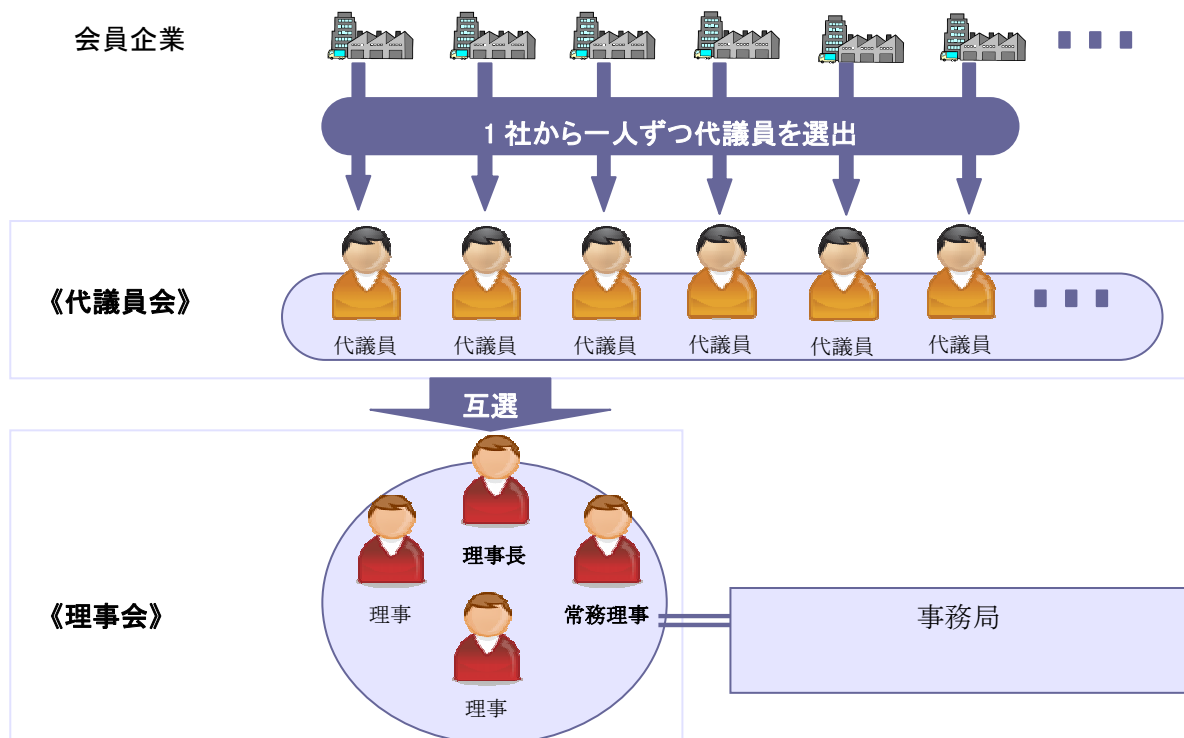 会員企業
1社から一人ずつ代議員を選出
《代議員会》
代議員
代議員
代議員
代議員
代議員
代議員
互選
《理事会》
理事長
理事
常務理事
理事
事務局